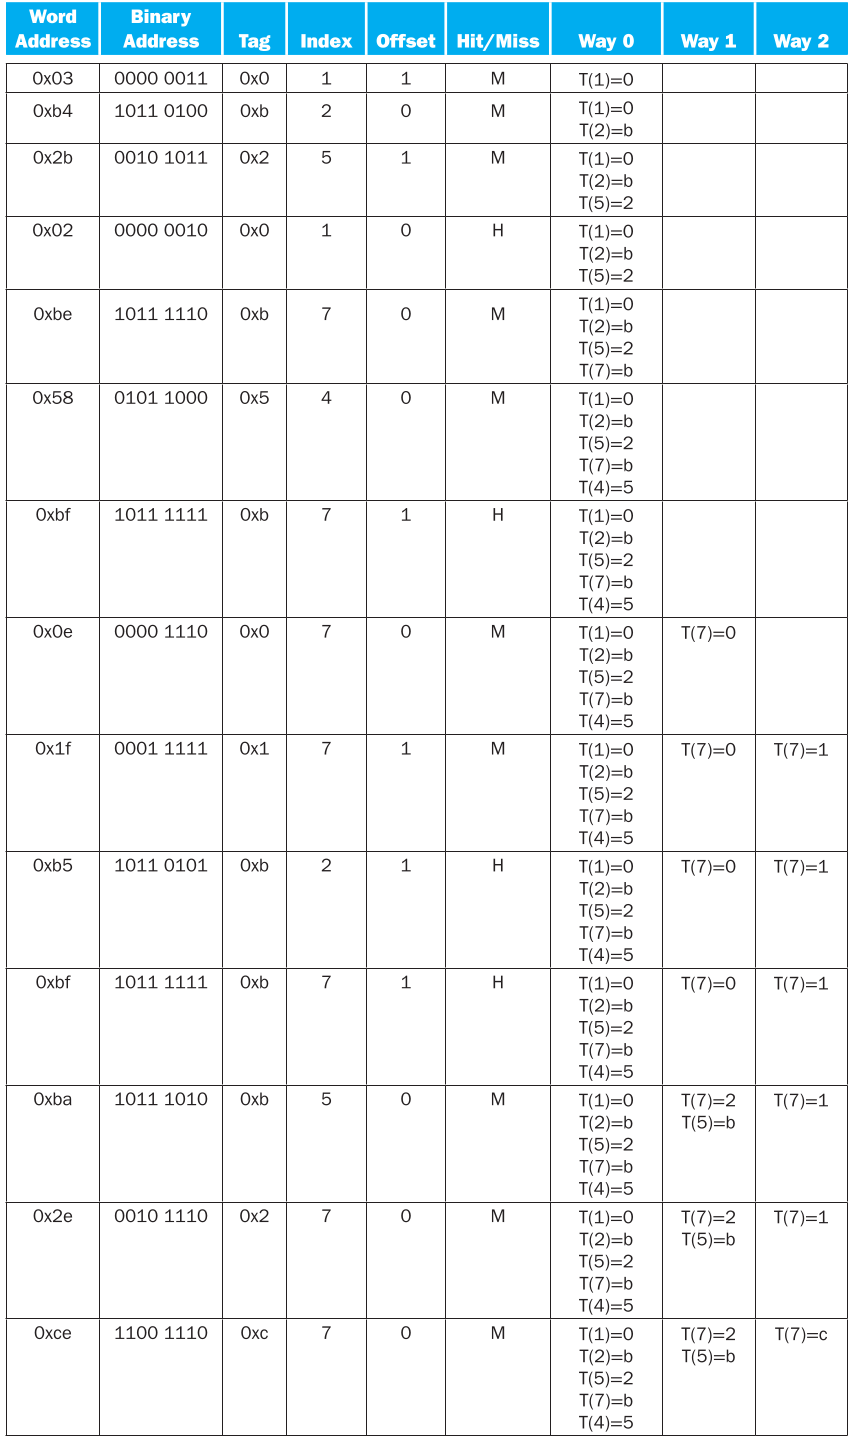 Word Address Binary Address Tag Index Offset Hit/Miss Way 0 Way 1 Way 2
0x03 0000 0011 0x0 1 1 M T(1)=0
0xb4 1011 0100 0xb 2 0 M T(1)=0
T(2)=b
0x2b 0010 1011 0x2 5 1 M T(1)=0
T(2)=b
T(5)=2
0x02 0000 0010 0x0 1 0 H T(1)=0
T(2)=b
T(5)=2
0xbe 1011 1110 0xb 7 0 M T(1)=0
T(2)=b
T(5)=2
T(7)=b
0x58 0101 1000 0x5 4 0 M T(1)=0
T(2)=b
T(5)=2
T(7)=b
T(4)=5
0xbf 1011 1111 0xb 7 1 H T(1)=0
T(2)=b
T(5)=2
T(7)=b
T(4)=5
0x0e 0000 1110 0x0 7 0 M T(1)=0 T(7)=0
T(2)=b
T(5)=2
T(7)=b
T(4)=5
0x1f 0001 1111 0x1 7 1 M T(1)=0 T(7)=0 T(7)=1
T(2)=b
T(5)=2
T(7)=b
T(4)=5
0xb5 1011 0101 0xb 2 1 H T(1)=0 T(7)=0 T(7)=1
T(2)=b
T(5)=2
T(7)=b
T(4)=5
0xbf 1011 1111 0xb 7 1 H T(1)=0 T(7)=0 T(7)=1
T(2)=b
T(5)=2
T(7)=b
T(4)=5
0xba 1011 1010 0xb 5 0 M T(1)=0 T(7)=2 T(7)=1
T(2)=b T(5)=b
T(5)=2
T(7)=b
T(4)=5
0x2e 0010 1110 0x2 7 0 M T(1)=0 T(7)=2 T(7)=1
T(2)=b T(5)=b
T(5)=2
T(7)=b
T(4)=5
0xce 1100 1110 0xc 7 0 M T(1)=0 T(7)=2 T(7)=c
T(2)=b T(5)=b
T(5)=2
T(7)=b
T(4)=5